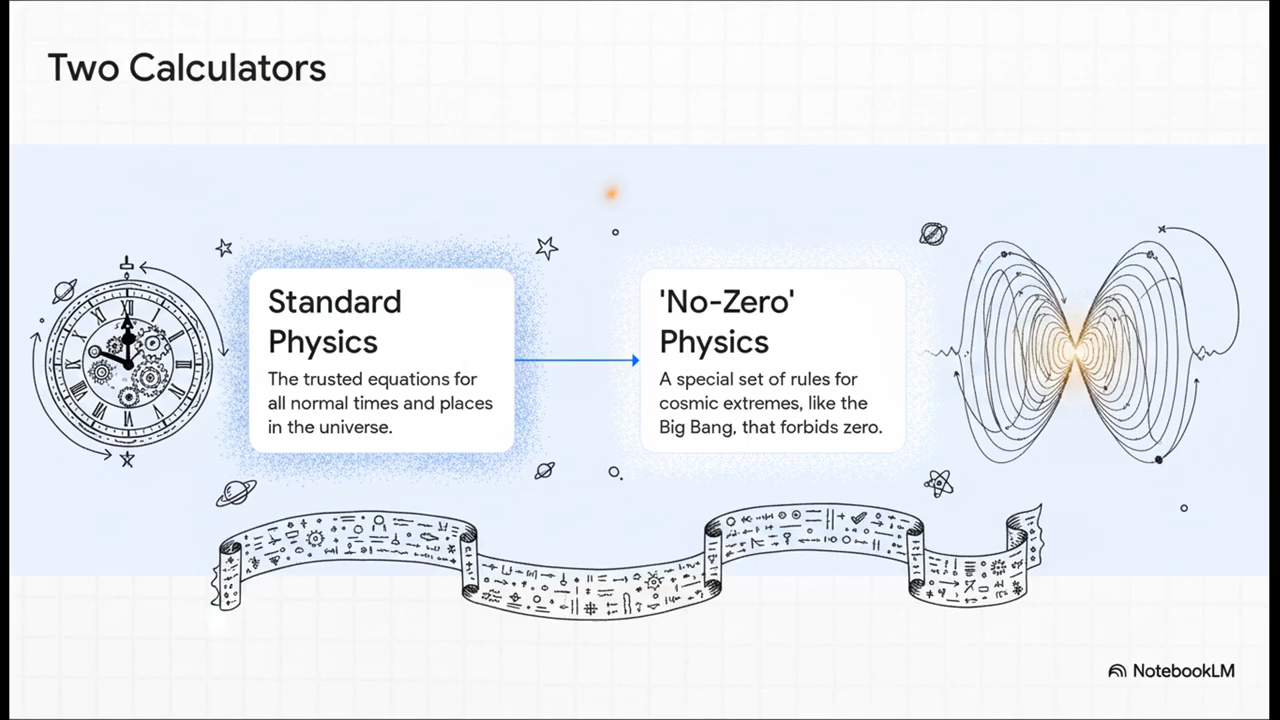 Two Calculators
Standard
Physics
The trusted equations for
all normal times and places
in the universe.
'No-Zero'
Physics
A special set of rules for
cosmic extremes, like the
Big Bang, that forbids zero.
NotebookLM